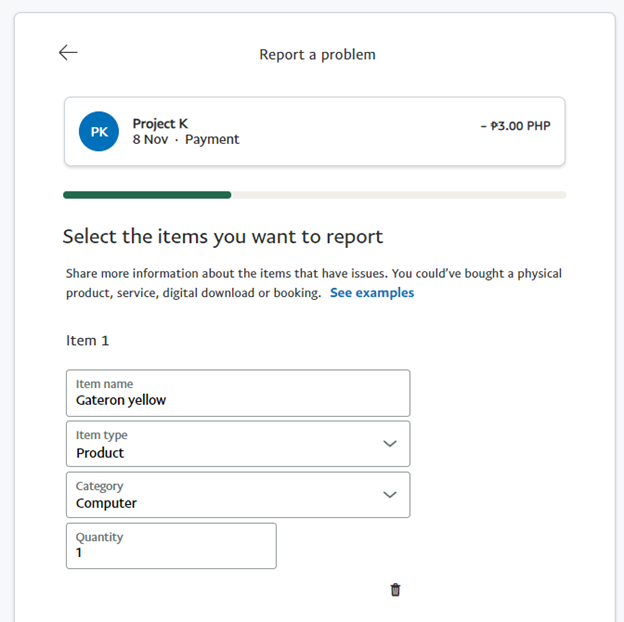 Report a problem
PK
Project K
– ₱3.00 PHP
8 Nov · Payment
Select the items you want to report
Share more information about the items that have issues. You could've bought a physical
product, service, digital download or booking. See examples
Item 1
Item name
Gateron yellow
Item type
Product
Category
Computer
Quantity
1